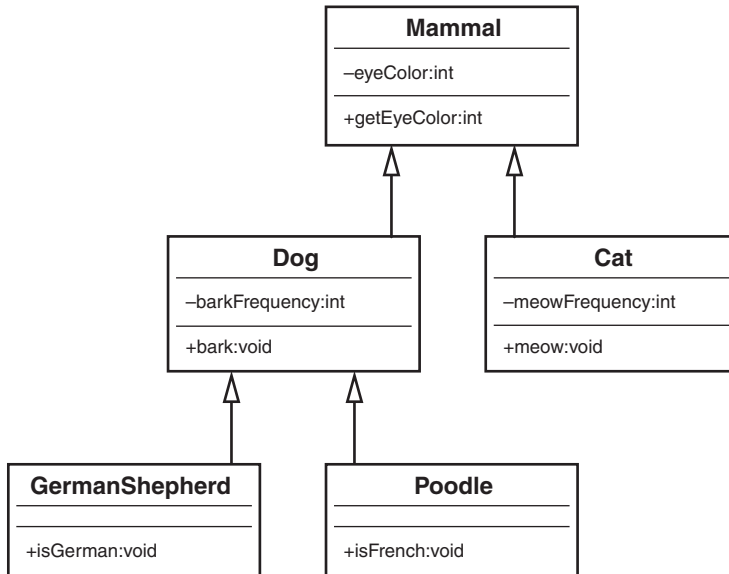 Mammal
–eyeColor:int
+getEyeColor:int
Dog
–barkFrequency:int
+bark:void
Cat
–meowFrequency:int
+meow:void
GermanShepherd
+isGerman:void
Poodle
+isFrench:void